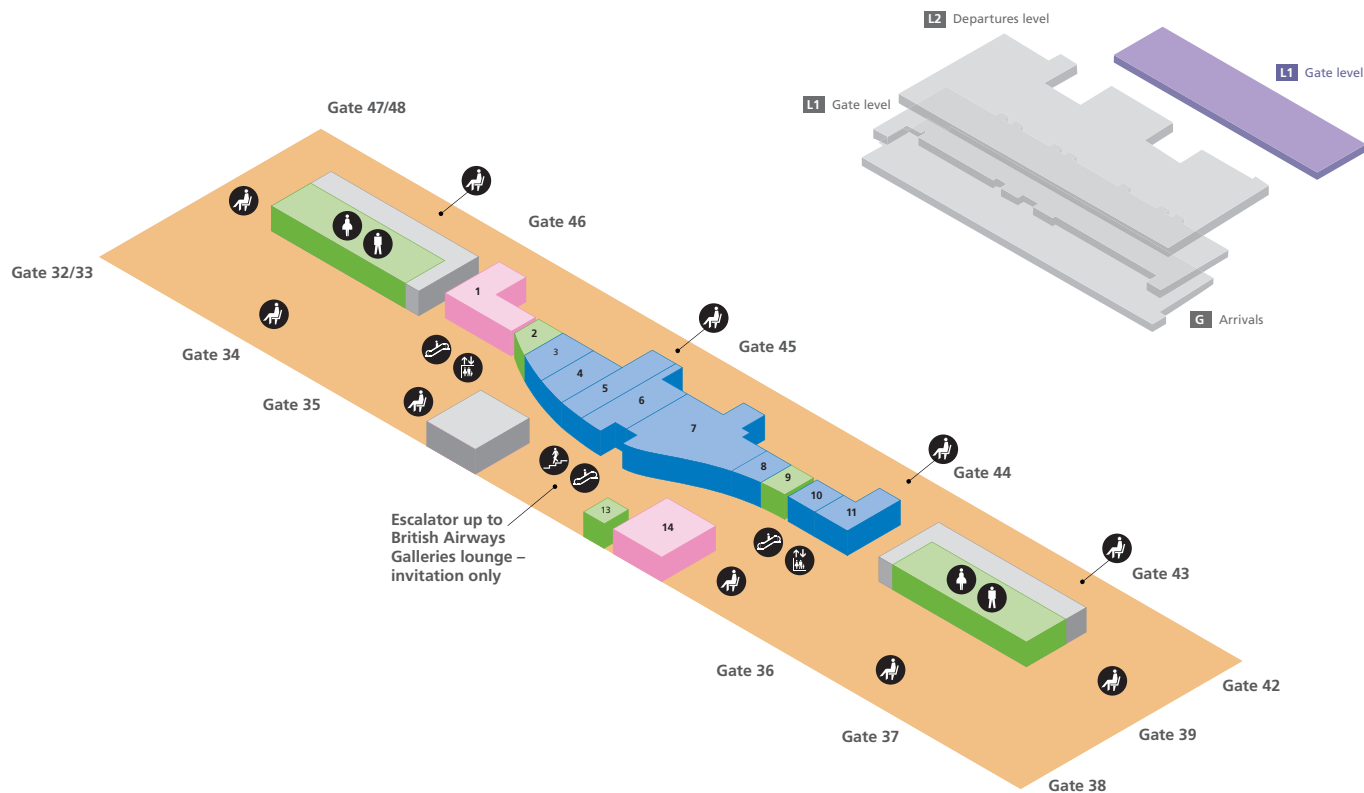 L2 Departures level
L1 Gate level
L1 Gate level
G Arrivals
Gate 47/48
Gate 46
Gate 32/33
Gate 45
Gate 34
Gate 35
Gate 44
Gate 43
Gate 42
Gate 36
Gate 37
Gate 39
Gate 38
1
2
3
4
5
6
7
8
9
10
11
13
14
Escalator up to
British Airways
Galleries lounge –
invitation only